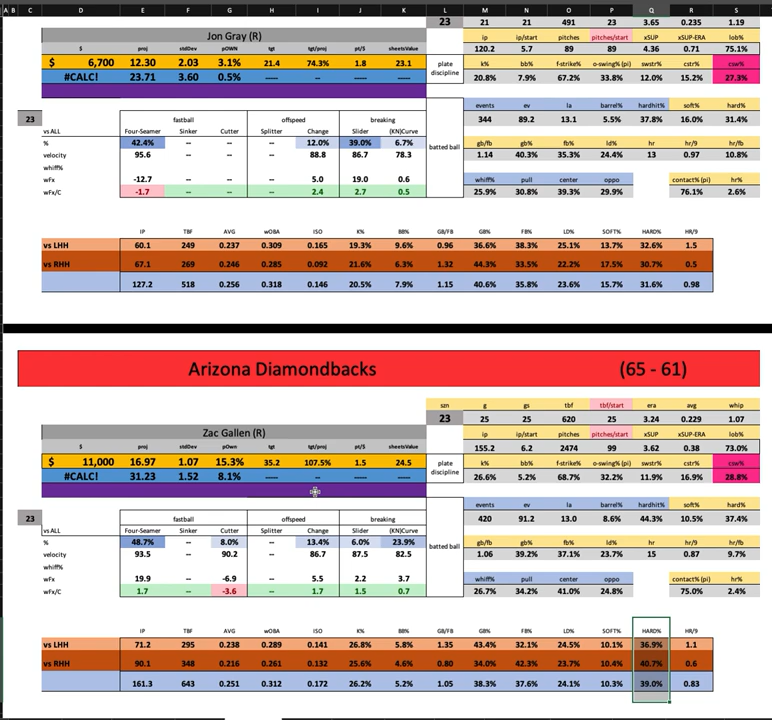 A B C D E F G H I J K L M N O P Q R S
23 21 21 491 23 3.65 0.235 1.19
Jon Gray (R) ip ip/start pitches pitches/start xSUP xSUP-ERA lob%
120.2 5.7 89 89 4.36 0.71 75.1%
$ proj stdDev pOWN tgt tgt/proj pt/$ sheetsValue
$ 6,700 12.30 2.03 3.1% 21.4 74.3% 1.8 23.1 plate discipline k% bb% f-strike% o-swing% (pi) swstr% cstr% csw%
#CALC! 23.71 3.60 0.5% ---- -- ---- -- 20.8% 7.9% 67.2% 33.8% 12.0% 15.2% 27.3%
events ev la barrel% hardhit% soft% hard%
23 fastball offspeed breaking 344 89.2 13.1 5.5% 37.8% 16.0% 31.4%
vs ALL Four-Seamer Sinker Cutter Splitter Change Slider (KN)Curve
% 42.4% -- -- -- 12.0% 39.0% 6.7% batted ball gb/fb gb% fb% ld% hr hr/9 hr/fb
velocity 95.6 -- -- -- 88.8 86.7 78.3 1.14 40.3% 35.3% 24.4% 13 0.97 10.8%
whiff%
wFx -12.7 -- -- -- 5.0 19.0 0.6 whiff% pull center oppo contact% (pi) hr%
wFx/C -1.7 -- -- -- 2.4 2.7 0.5 25.9% 30.8% 39.3% 29.9% 76.1% 2.6%
IP TBF AVG wOBA ISO K% BB% GB/FB GB% FB% LD% SOFT% HARD% HR/9
vs LHH 60.1 249 0.237 0.309 0.165 19.3% 9.6% 0.96 36.6% 38.3% 25.1% 13.7% 32.6% 1.5
vs RHH 67.1 269 0.246 0.285 0.092 21.6% 6.3% 1.32 44.3% 33.5% 22.2% 17.5% 30.7% 0.5
127.2 518 0.256 0.318 0.146 20.5% 7.9% 1.15 40.6% 35.8% 23.6% 15.7% 31.6% 0.98
Arizona Diamondbacks (65 - 61)
szn g gs tbf tbf/start era avg whip
23 25 25 620 25 3.24 0.229 1.07
Zac Gallen (R) ip ip/start pitches pitches/start xSUP xSUP-ERA lob%
$ proj stdDev pOwn tgt tgt/proj pt/$ sheetsValue 155.2 6.2 2474 99 3.62 0.38 73.0%
$ 11,000 16.97 1.07 15.3% 35.2 107.5% 1.5 24.5 plate discipline k% bb% f-strike% o-swing% (pi) swstr% cstr% csw%
#CALC! 31.23 1.52 8.1% ---- -- ---- -- 26.6% 5.2% 68.7% 32.2% 11.9% 16.9% 28.8%
events ev la barrel% hardhit% soft% hard%
23 fastball offspeed breaking 420 91.2 13.0 8.6% 44.3% 10.5% 37.4%
vs ALL Four-Seamer Sinker Cutter Splitter Change Slider (KN)Curve
% 48.7% -- 8.0% -- 13.4% 6.0% 23.9% batted ball gb/fb gb% fb% ld% hr hr/9 hr/fb
velocity 93.5 -- 90.2 -- 86.7 87.5 82.5 1.06 39.2% 37.1% 23.7% 15 0.87 9.7%
whiff%
wFx 19.9 -- -6.9 -- 5.5 2.2 3.7 whiff% pull center oppo contact% (pi) hr%
wFx/C 1.7 -- -3.6 -- 1.7 1.5 0.7 26.7% 34.2% 41.0% 24.8% 75.0% 2.4%
IP TBF AVG wOBA ISO K% BB% GB/FB GB% FB% LD% SOFT% HARD% HR/9
vs LHH 71.2 295 0.238 0.289 0.141 26.8% 5.8% 1.35 43.4% 32.1% 24.5% 10.1% 36.9% 1.1
vs RHH 90.1 348 0.216 0.261 0.132 25.6% 4.6% 0.80 34.0% 42.3% 23.7% 10.4% 40.7% 0.6
161.3 643 0.251 0.312 0.172 26.2% 5.2% 1.05 38.3% 37.6% 24.1% 10.3% 39.0% 0.83